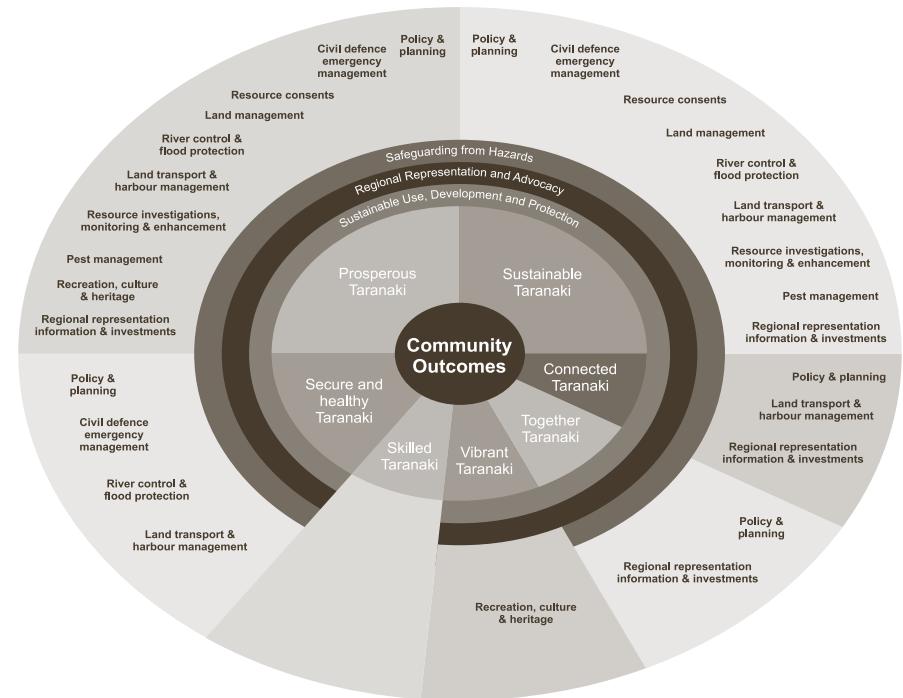 Policy &
planning
Civil defence
emergency
management
Resource consents
Land management
River control &
flood protection
Land transport &
harbour management
Resource investigations,
monitoring & enhancement
Pest management
Recreation, culture
& heritage
Regional representation
information & investments
Policy &
planning
Civil defence
emergency
management
Resource consents
Land management
River control &
flood protection
Land transport &
harbour management
Resource investigations,
monitoring & enhancement
Pest management
Regional representation
information & investments
Safeguarding from Hazards
Regional Representation and Advocacy
Sustainable Use, Development and Protection
Prosperous
Taranaki
Sustainable
Taranaki
Community
Outcomes
Connected
Taranaki
Secure and
healthy
Taranaki
Together
Taranaki
Skilled
Taranaki
Vibrant
Taranaki
Policy &
planning
Civil defence
emergency
management
River control &
flood protection
Land transport &
harbour management
Policy & planning
Land transport &
harbour management
Regional representation
information & investments
Policy &
planning
Regional representation
information & investments
Recreation, culture
& heritage